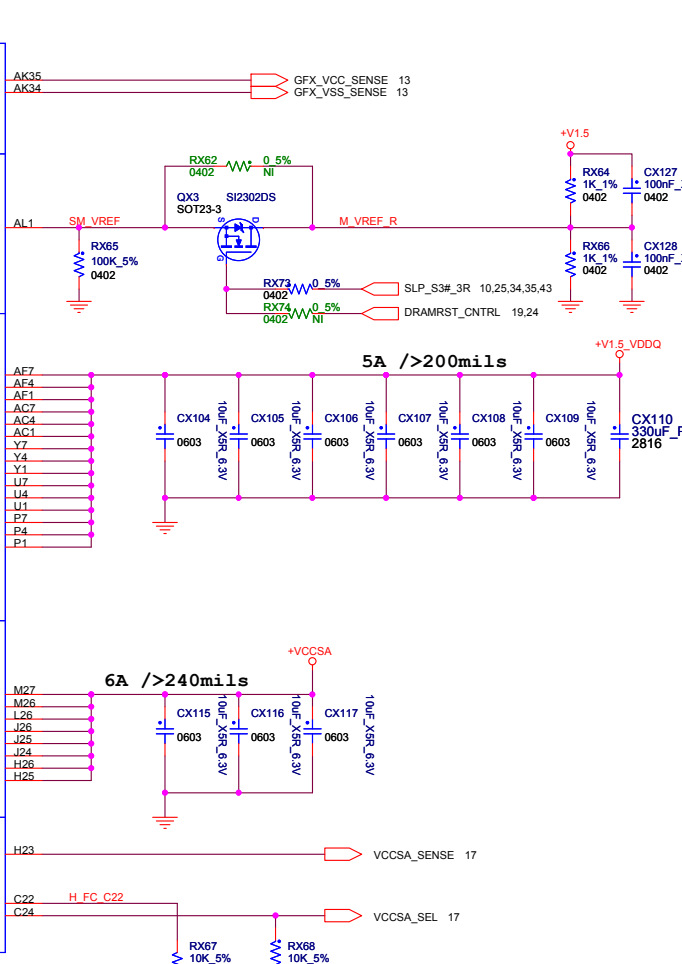 AK35
AK34
GFX_VCC_SENSE 13
GFX_VSS_SENSE 13
+V1.5
RX62 0_5%
0402 NI
QX3 SI2302DS
SOT23-3
S
D
G
RX64
1K_1%
0402
CX127
100nF_
0402
AL1
SM_VREF
M_VREF_R
RX65
100K_5%
0402
RX66
1K_1%
0402
CX128
100nF_
0402
RX73 0_5%
0402
SLP_S3#_3R 10,25,34,35,43
RX74 0_5%
0402 NI
DRAMRST_CNTRL 19,24
+V1.5_VDDQ
5A />200mils
AF7
AF4
AF1
AC7
AC4
AC1
Y7
Y4
Y1
U7
U4
U1
P7
P4
P1
CX104
0603
10uF_X5R_6.3V
CX105
0603
10uF_X5R_6.3V
CX106
0603
10uF_X5R_6.3V
CX107
0603
10uF_X5R_6.3V
CX108
0603
10uF_X5R_6.3V
CX109
0603
10uF_X5R_6.3V
CX110
330uF_
2816
+VCCSA
6A />240mils
M27
M26
L26
J26
J25
J24
H26
H25
CX115
0603
10uF_X5R_6.3V
CX116
0603
10uF_X5R_6.3V
CX117
0603
10uF_X5R_6.3V
H23
VCCSA_SENSE 17
C22
H_FC_C22
C24
VCCSA_SEL 17
RX67
10K_5%
RX68
10K_5%